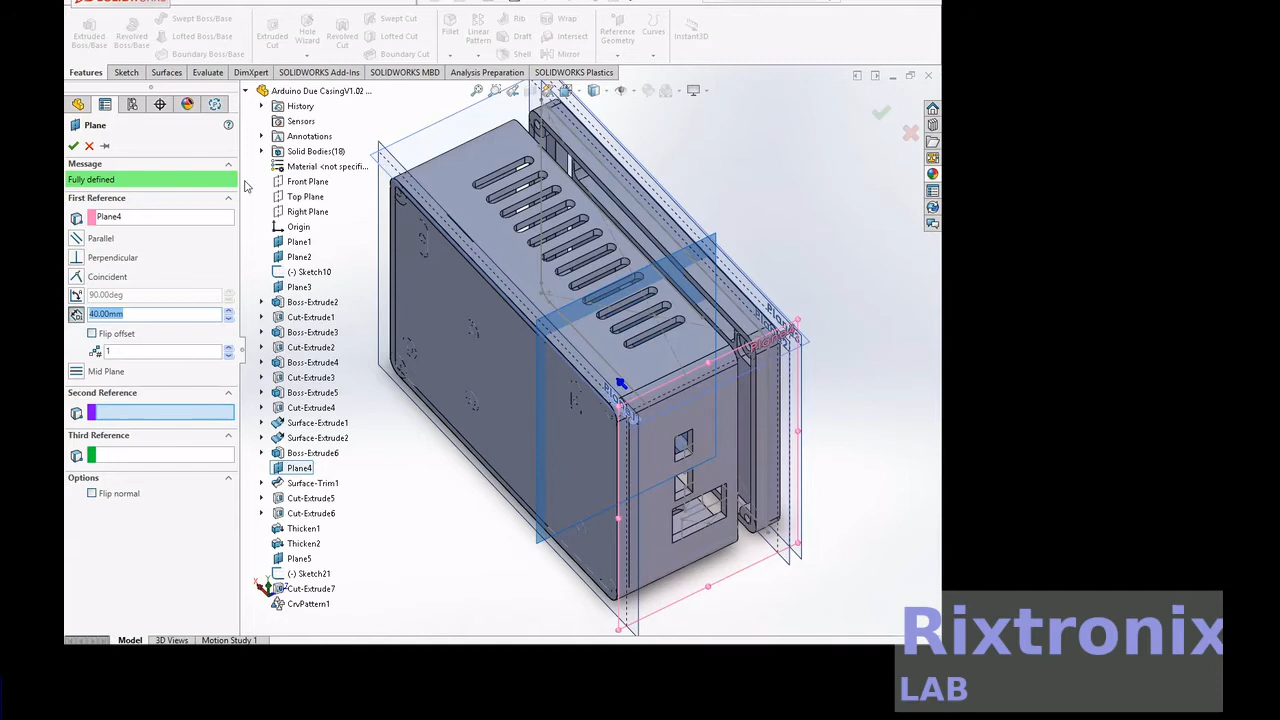 Swept Boss/Base
Lofted Boss/Base
Boundary Boss/Base
Extruded Boss/Base
Revolved Boss/Base
Extruded Cut
Hole Wizard
Revolved Cut
Swept Cut
Lofted Cut
Boundary Cut
Fillet
Linear Pattern
Rib
Draft
Shell
Wrap
Intersect
Mirror
Reference Geometry
Curves
Instant3D
Features
Sketch
Surfaces
Evaluate
DimXpert
SOLIDWORKS Add-Ins
SOLIDWORKS MBD
Analysis Preparation
SOLIDWORKS Plastics
Plane
Message
Fully defined
First Reference
Plane4
Parallel
Perpendicular
Coincident
90.00deg
40.00mm
Flip offset
1
Mid Plane
Second Reference
Third Reference
Options
Flip normal
Arduino Due CasingV1.02 ...
History
Sensors
Annotations
Solid Bodies(18)
Material <not specifi...
Front Plane
Top Plane
Right Plane
Origin
Plane1
Plane2
(-) Sketch10
Plane3
Boss-Extrude2
Cut-Extrude1
Boss-Extrude3
Cut-Extrude2
Boss-Extrude4
Cut-Extrude3
Boss-Extrude5
Cut-Extrude4
Surface-Extrude1
Surface-Extrude2
Boss-Extrude6
Plane4
Surface-Trim1
Cut-Extrude5
Cut-Extrude6
Thicken1
Thicken2
Plane5
(-) Sketch21
Cut-Extrude7
CrvPattern1
Model
3D Views
Motion Study 1
Rixtronix
LAB